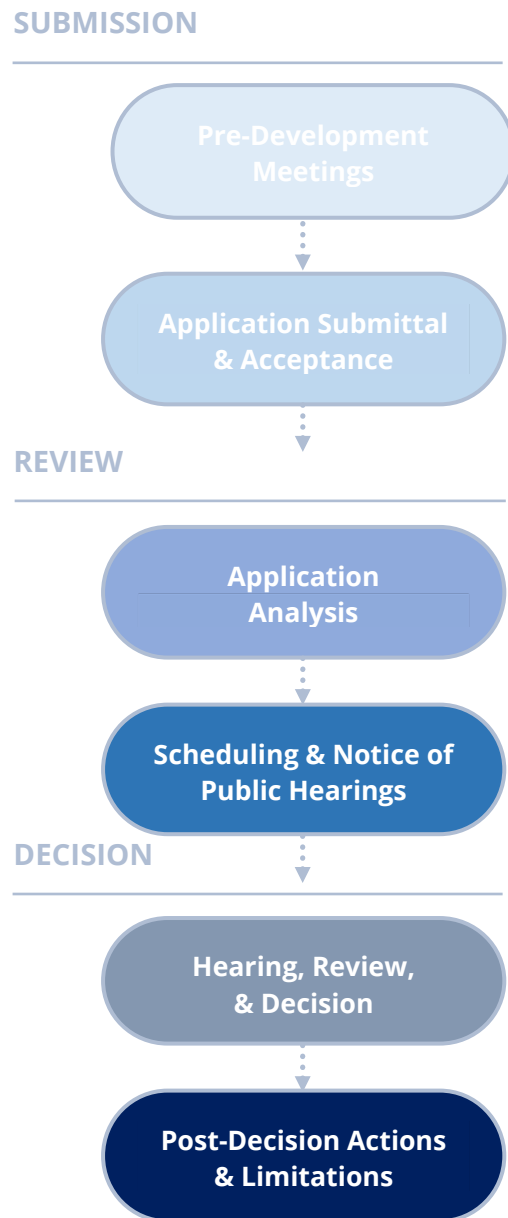 SUBMISSION
Pre-Development
Meetings
Application Submittal
& Acceptance
REVIEW
Application
Analysis
Scheduling & Notice of
Public Hearings
DECISION
Hearing, Review,
& Decision
Post-Decision Actions
& Limitations